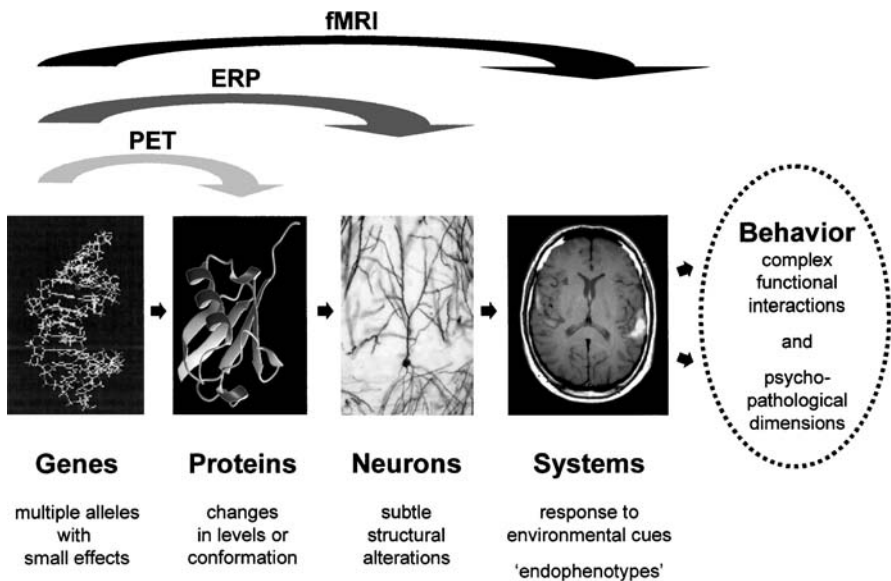 fMRI
ERP
PET
Genes
multiple alleles
with
small effects
Proteins
changes
in levels or
conformation
Neurons
subtle
structural
alterations
Systems
response to
environmental cues
'endophenotypes'
Behavior
complex
functional
interactions
and
psycho-
pathological
dimensions